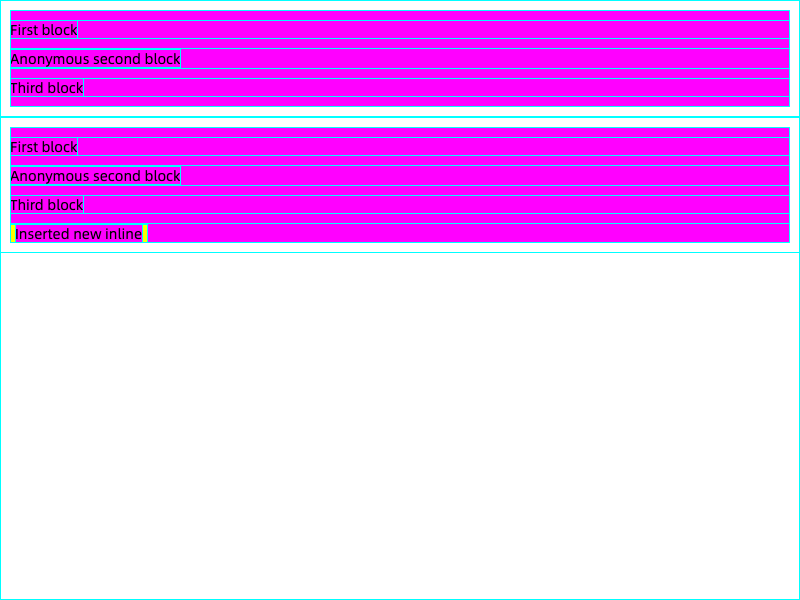 First block
Anonymous second block
Third block
First block
Anonymous second block
Third block
Inserted new inline